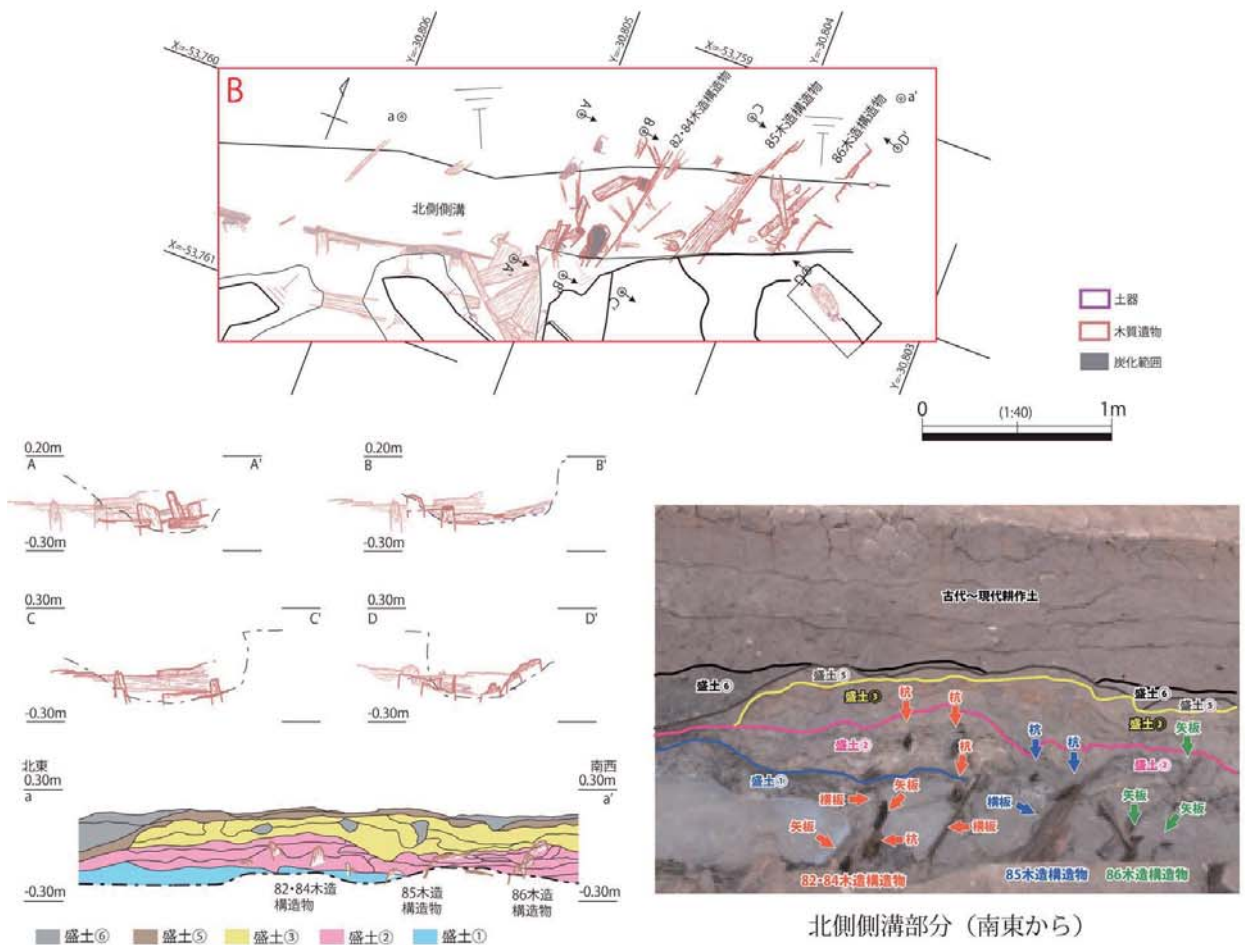 X=-53,760
Y=-30,806
Y=-30,805
X=-53,759
Y=-30,804
B
a
A
B
82・84木造構造物
C
85木造構造物
86木造構造物
a'
D'
北側側溝
X=-53,761
A'
B'
C'
D
Y=-30,803
土器
木質遺物
炭化範囲
0 (1:40) 1m
0.20m
A A'
-0.30m
0.20m
B B'
-0.30m
0.30m
C C'
-0.30m
0.30m
D D'
-0.30m
北東 南西
0.30m 0.30m
a a'
-0.30m -0.30m
82・84木造
構造物
85木造
構造物
86木造
構造物
盛土⑥ 盛土⑤ 盛土③ 盛土② 盛土①
古代〜現代耕作土
盛土⑥
盛土⑤
盛土③
杭
杭
盛土⑥
盛土⑤
盛土③
矢板
盛土②
杭
杭
杭
盛土②
盛土①
横板
矢板
横板
矢板
矢板
矢板
杭
横板
82・84木造構造物
85木造構造物
86木造構造物
北側側溝部分（南東から）